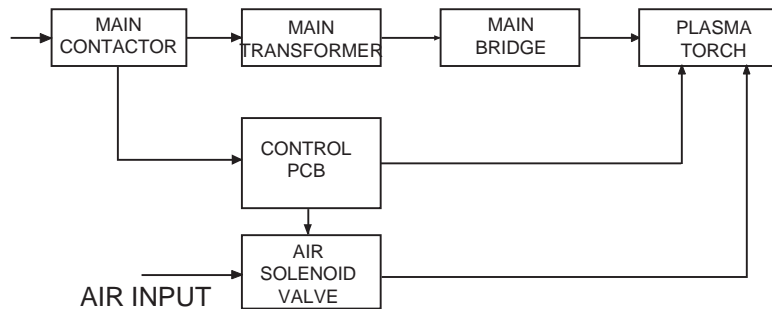 MAIN
CONTACTOR
MAIN
TRANSFORMER
MAIN
BRIDGE
PLASMA
TORCH
CONTROL
PCB
AIR
SOLENOID
VALVE
AIR INPUT